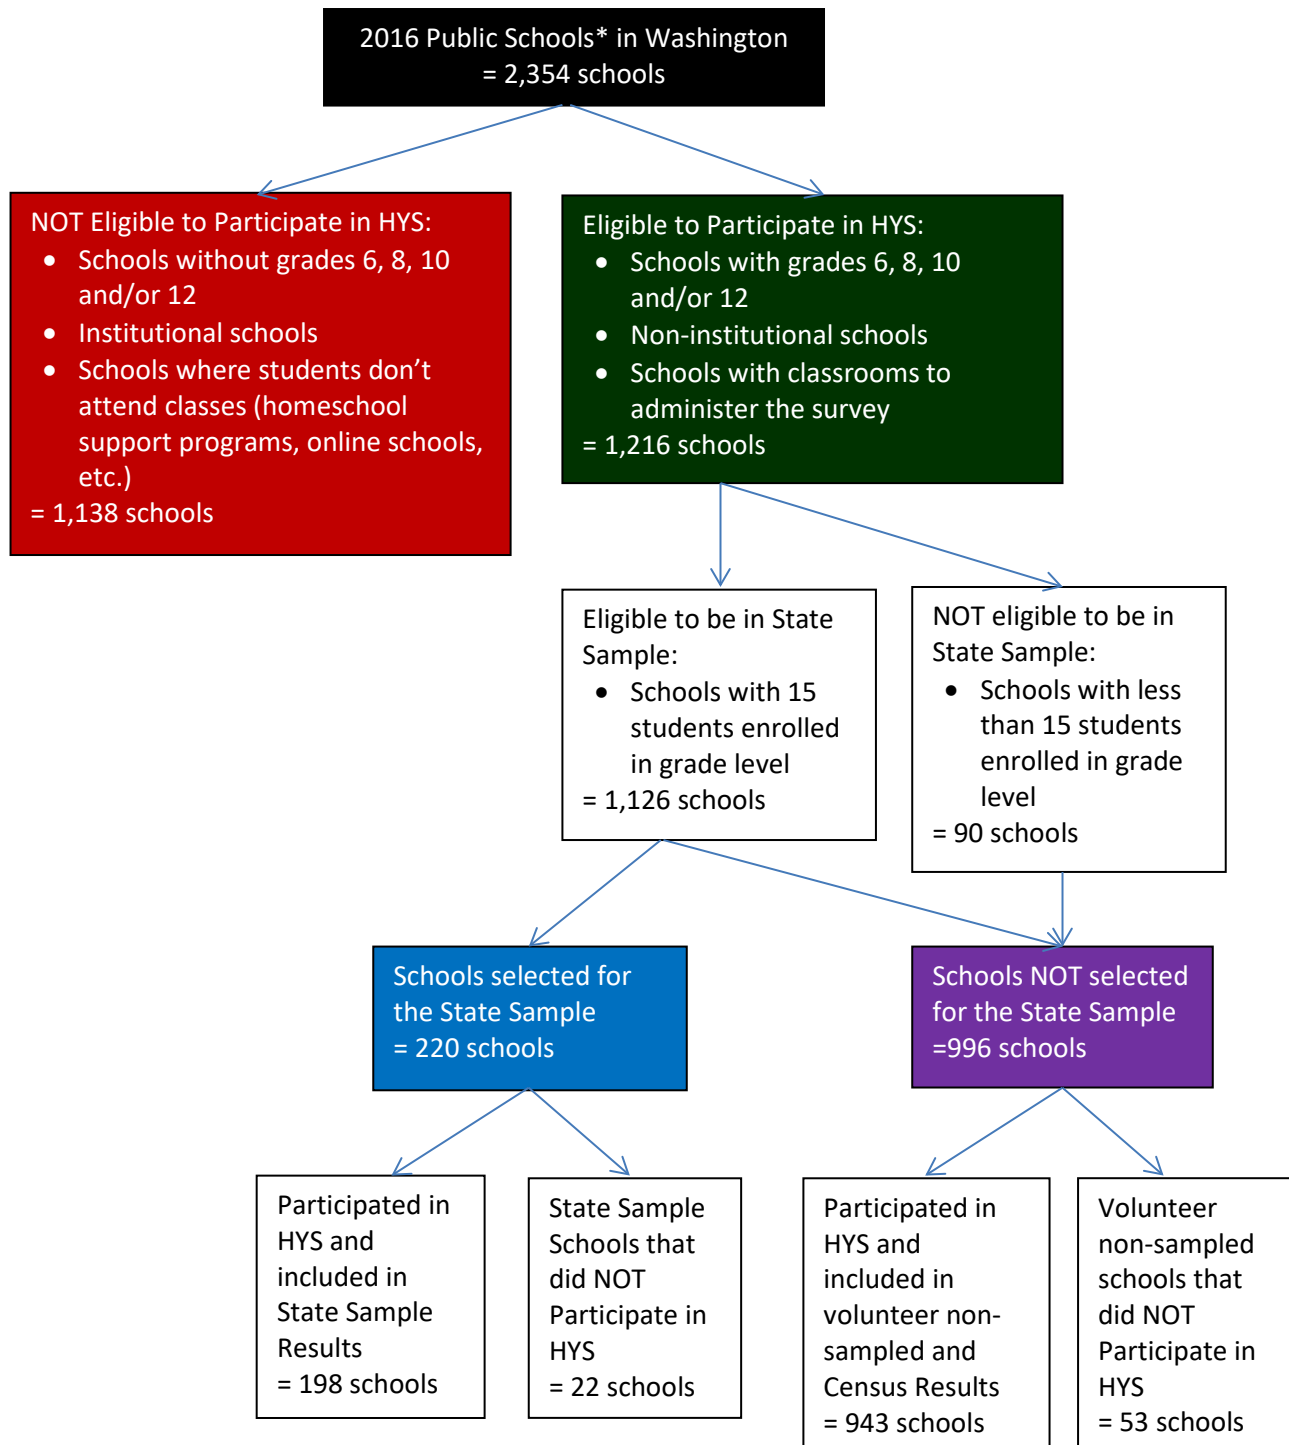 2016 Public Schools* in Washington
= 2,354 schools
NOT Eligible to Participate in HYS:
• Schools without grades 6, 8, 10
and/or 12
• Institutional schools
• Schools where students don’t
attend classes (homeschool
support programs, online schools,
etc.)
= 1,138 schools
Eligible to Participate in HYS:
• Schools with grades 6, 8, 10
and/or 12
• Non-institutional schools
• Schools with classrooms to
administer the survey
= 1,216 schools
Eligible to be in State
Sample:
• Schools with 15
students enrolled
in grade level
= 1,126 schools
NOT eligible to be in
State Sample:
• Schools with less
than 15 students
enrolled in grade
level
= 90 schools
Schools selected for
the State Sample
= 220 schools
Schools NOT selected
for the State Sample
=996 schools
Participated in
HYS and
included in
State Sample
Results
= 198 schools
State Sample
Schools that
did NOT
Participate in
HYS
= 22 schools
Participated in
HYS and
included in
volunteer non-
sampled and
Census Results
= 943 schools
Volunteer
non-sampled
schools that
did NOT
Participate in
HYS
= 53 schools